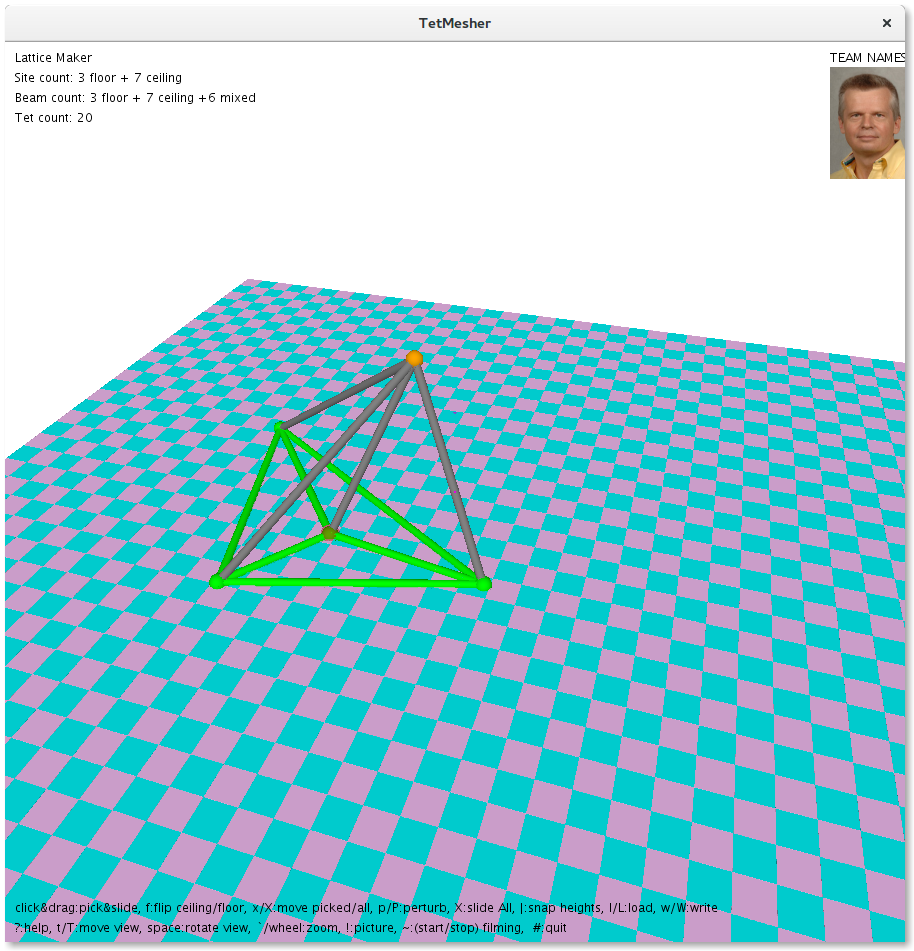 TetMesher
Lattice Maker
TEAM NAMES
Site count: 3 floor + 7 ceiling
Beam count: 3 floor + 7 ceiling +6 mixed
Tet count: 20
click&drag:pick&slide, f:flip ceiling/floor, x/X:move picked/all, p/P:perturb, X:slide All, |:snap heights, l/L:load, w/W:write
?:help, t/T:move view, space:rotate view, `/wheel:zoom, !:picture, ~:(start/stop) filming, #:quit